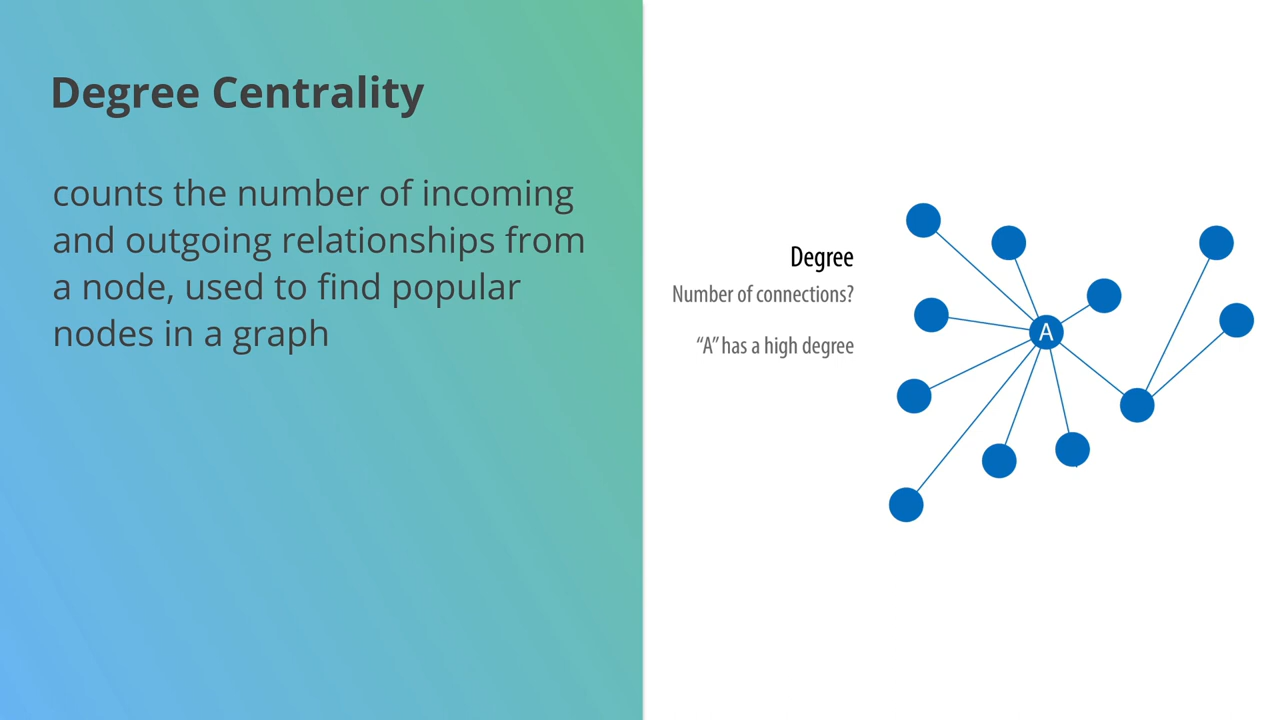 Degree Centrality
counts the number of incoming
and outgoing relationships from
a node, used to find popular
nodes in a graph
Degree
Number of connections?
“A” has a high degree
A